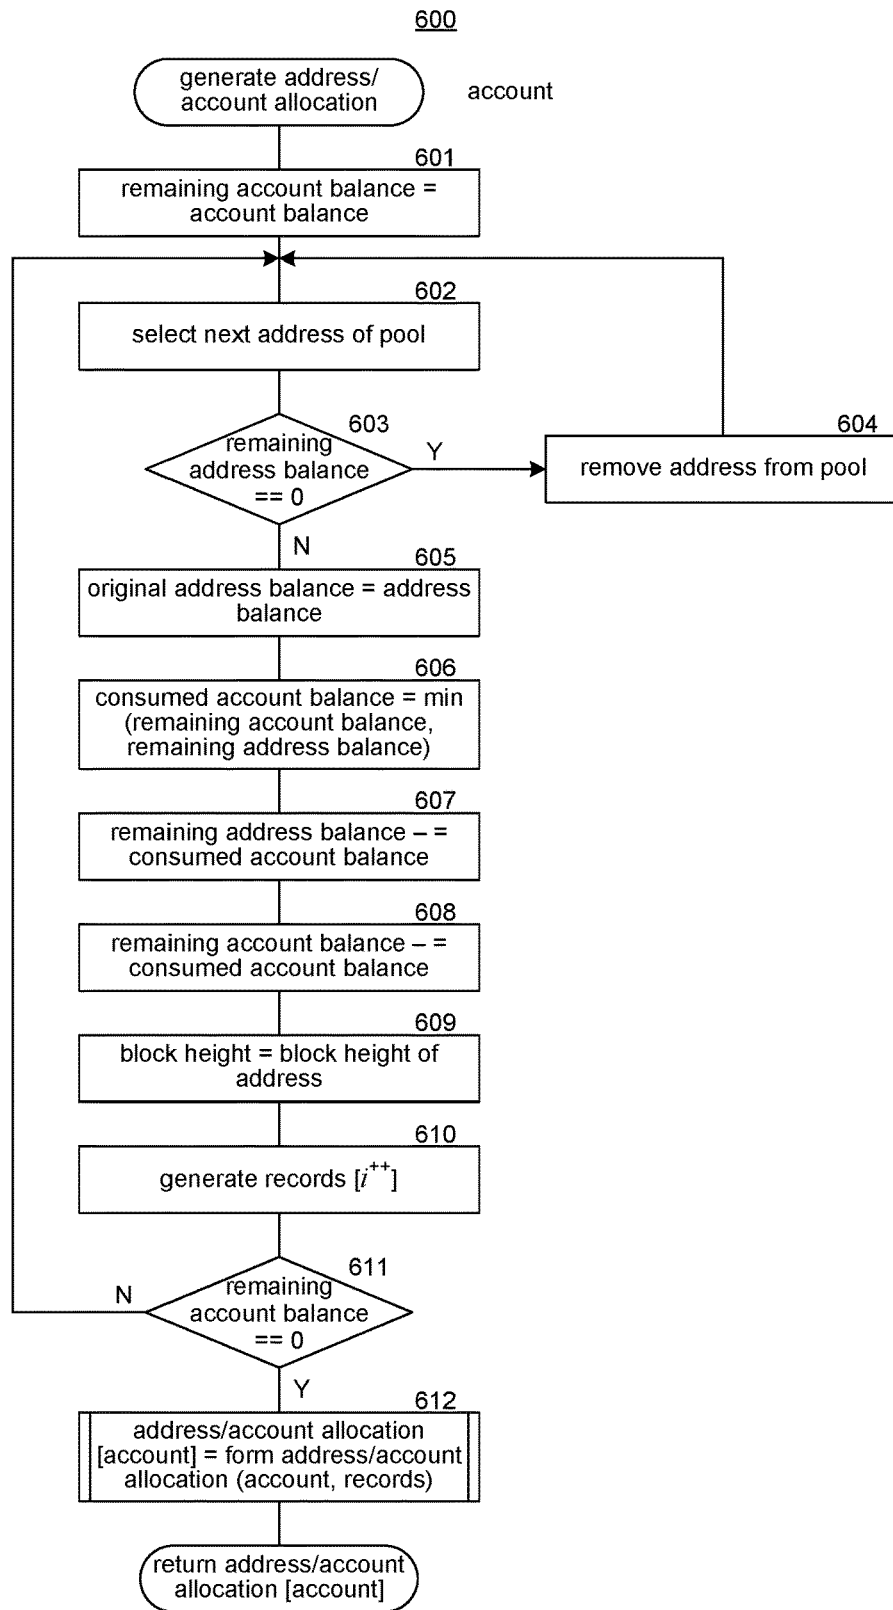 600
generate address/
account allocation
account
601
remaining account balance =
account balance
602
select next address of pool
603
remaining
address balance
== 0
Y
604
remove address from pool
N
605
original address balance = address
balance
606
consumed account balance = min
(remaining account balance,
remaining address balance)
607
remaining address balance – =
consumed account balance
608
remaining account balance – =
consumed account balance
609
block height = block height of
address
610
generate records [i++]
611
remaining
account balance
== 0
N
Y
612
address/account allocation
[account] = form address/account
allocation (account, records)
return address/account
allocation [account]